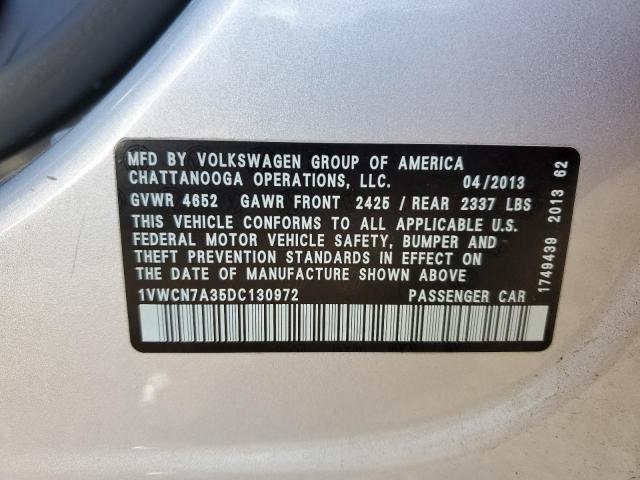 MFD BY VOLKSWAGEN GROUP OF AMERICA
CHATTANOOGA OPERATIONS, LLC. 04/2013
GVWR 4652 GAWR FRONT 2425 / REAR 2337 LBS
THIS VEHICLE CONFORMS TO ALL APPLICABLE U.S.
FEDERAL MOTOR VEHICLE SAFETY, BUMPER AND
THEFT PREVENTION STANDARDS IN EFFECT ON
THE DATE OF MANUFACTURE SHOWN ABOVE
1VWCN7A35DC130972 PASSENGER CAR
1749439 2013 62